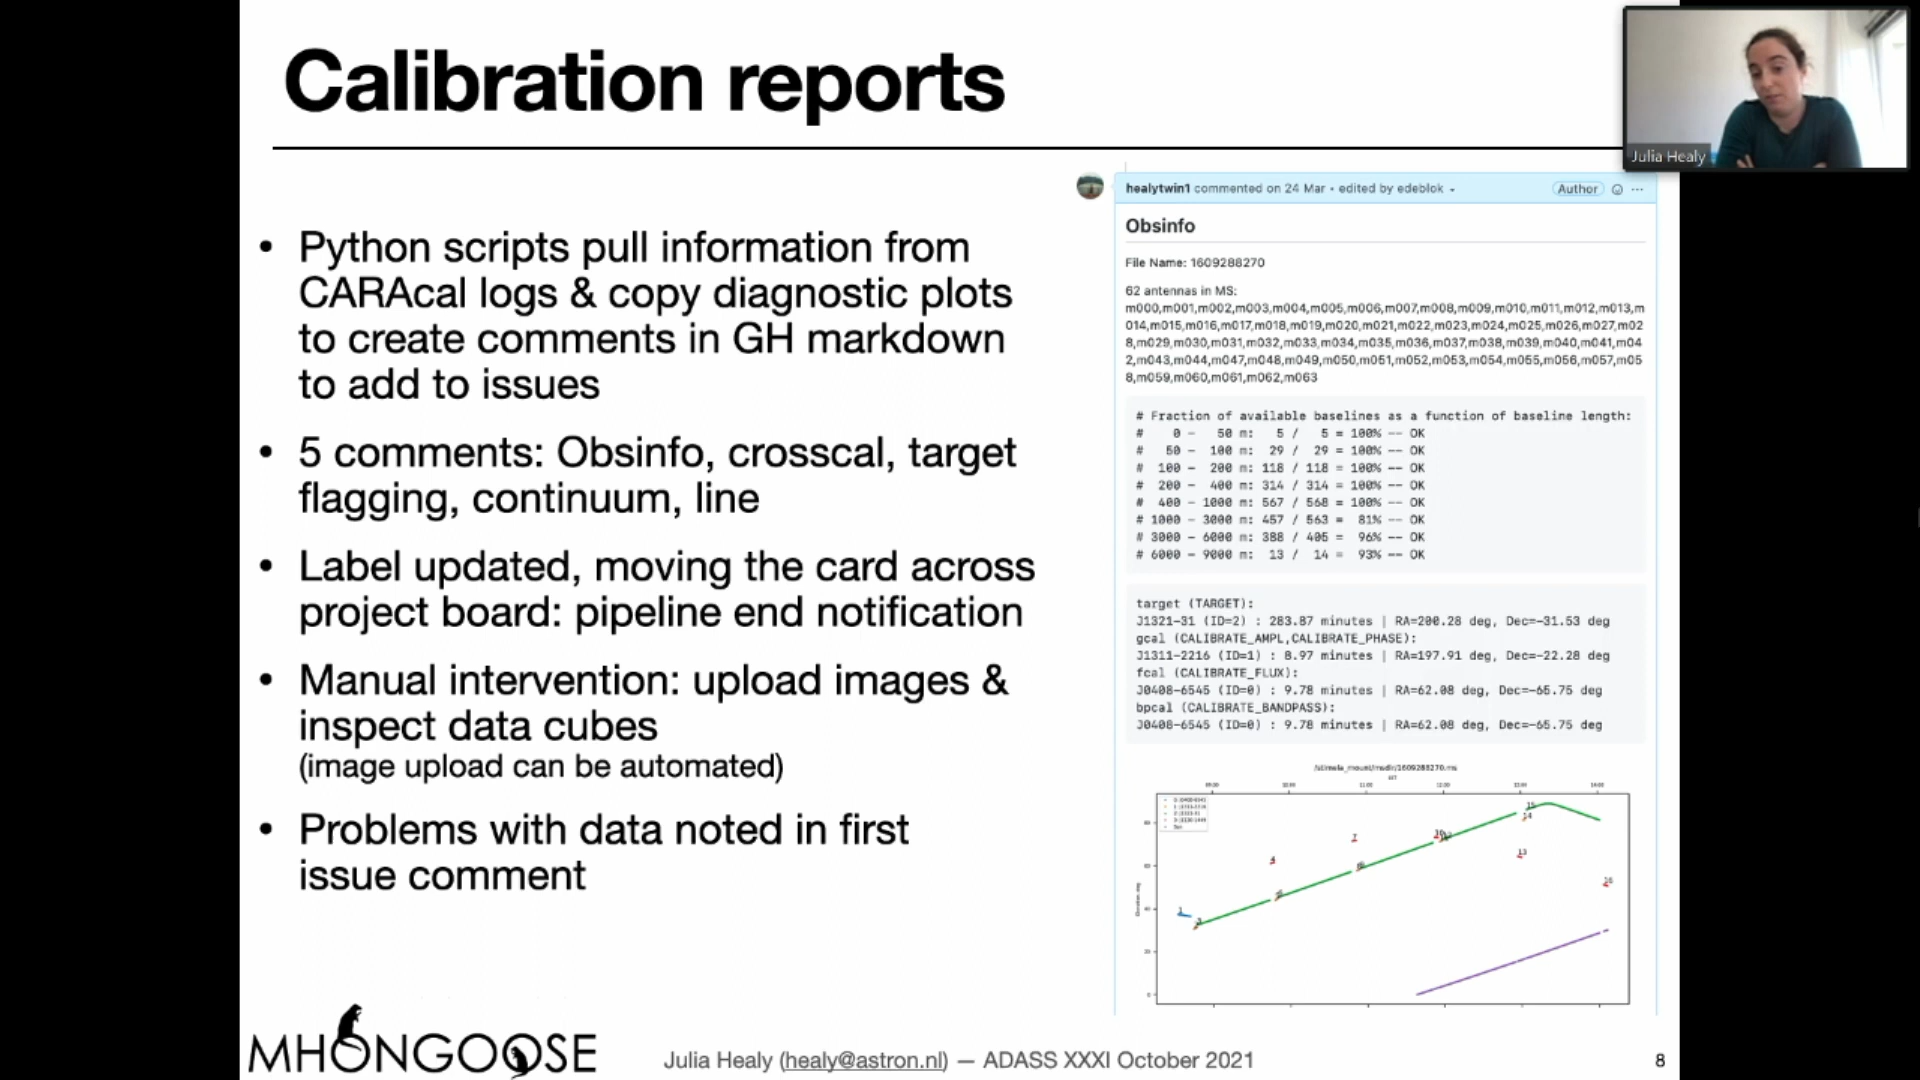 Calibration reports
Julia Healy
• Python scripts pull information from
CARAcal logs & copy diagnostic plots
to create comments in GH markdown
to add to issues
• 5 comments: Obsinfo, crosscal, target
flagging, continuum, line
• Label updated, moving the card across
project board: pipeline end notification
• Manual intervention: upload images &
inspect data cubes
(image upload can be automated)
• Problems with data noted in first
issue comment
healytwin1 commented on 24 Mar • edited by edeblok
Author
Obsinfo
File Name: 1609288270
62 antennas in MS:
m000,m001,m002,m003,m004,m005,m006,m007,m008,m009,m010,m011,m012,m013,m
014,m015,m016,m017,m018,m019,m020,m021,m022,m023,m024,m025,m026,m027,m02
8,m029,m030,m031,m032,m033,m034,m035,m036,m037,m038,m039,m040,m041,m04
2,m043,m044,m047,m048,m049,m050,m051,m052,m053,m054,m055,m056,m057,m05
8,m059,m060,m061,m062,m063
# Fraction of available baselines as a function of baseline length:
# 0 - 50 m: 5 / 5 = 100% -- OK
# 50 - 100 m: 29 / 29 = 100% -- OK
# 100 - 200 m: 118 / 118 = 100% -- OK
# 200 - 400 m: 314 / 314 = 100% -- OK
# 400 - 1000 m: 567 / 568 = 100% -- OK
# 1000 - 3000 m: 457 / 563 = 81% -- OK
# 3000 - 6000 m: 388 / 405 = 96% -- OK
# 6000 - 9000 m: 13 / 14 = 93% -- OK
target (TARGET):
J1321-31 (ID=2) : 283.87 minutes | RA=200.28 deg, Dec=-31.53 deg
gcal (CALIBRATE_AMPL,CALIBRATE_PHASE):
J1311-2216 (ID=1) : 8.97 minutes | RA=197.91 deg, Dec=-22.28 deg
fcal (CALIBRATE_FLUX):
J0408-6545 (ID=0) : 9.78 minutes | RA=62.08 deg, Dec=-65.75 deg
bpcal (CALIBRATE_BANDPASS):
J0408-6545 (ID=0) : 9.78 minutes | RA=62.08 deg, Dec=-65.75 deg
/stimela_mount/msdir/1609288270.ms
MHONGOOSE
Julia Healy (healy@astron.nl) — ADASS XXXI October 2021
8